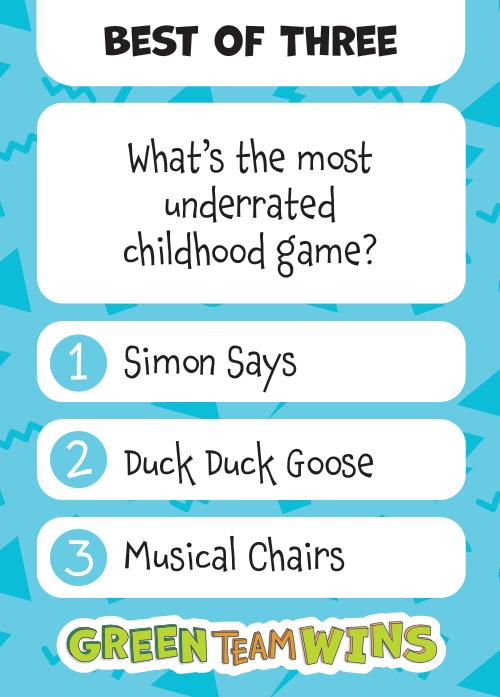 BEST OF THREE
What's the most
underrated
childhood game?
1 Simon Says
2 Duck Duck Goose
3 Musical Chairs
GREEN TEAM WINS